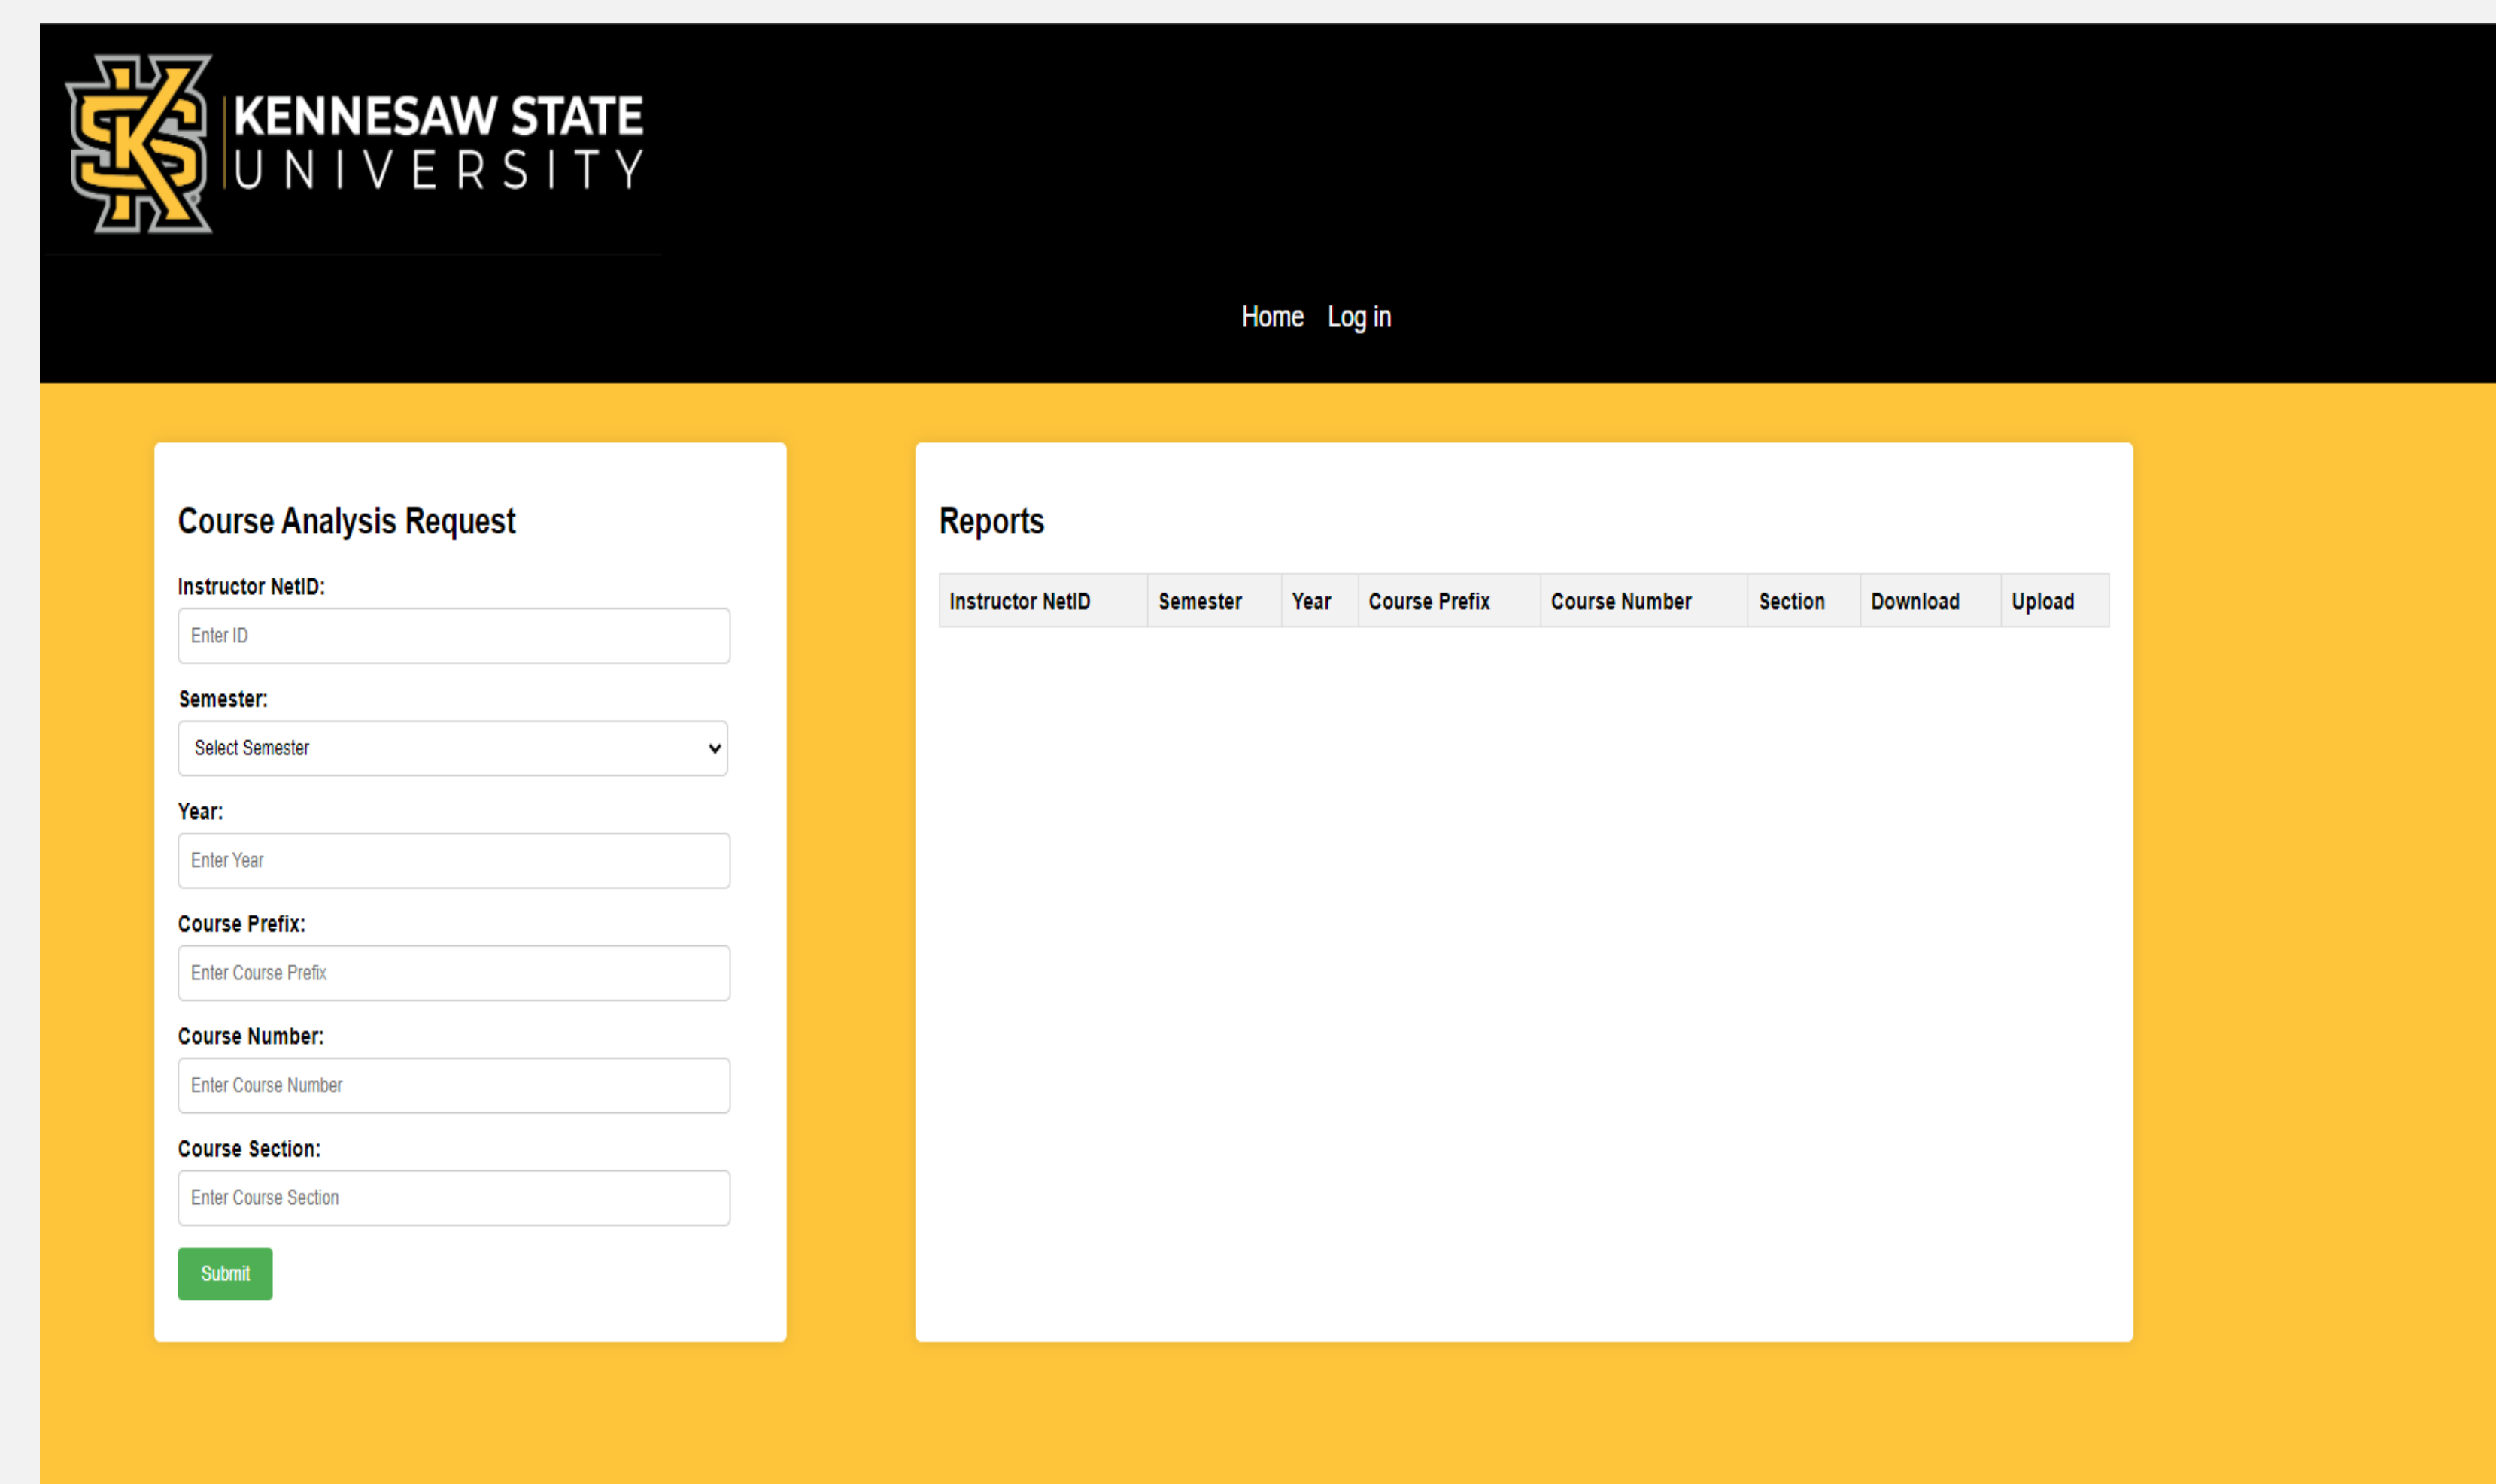 KENNESAW STATE
UNIVERSITY
Home Log in
Course Analysis Request
Instructor NetID:
Enter ID
Semester:
Select Semester
Year:
Enter Year
Course Prefix:
Enter Course Prefix
Course Number:
Enter Course Number
Course Section:
Enter Course Section
Submit
Reports
Instructor NetID Semester Year Course Prefix Course Number Section Download Upload